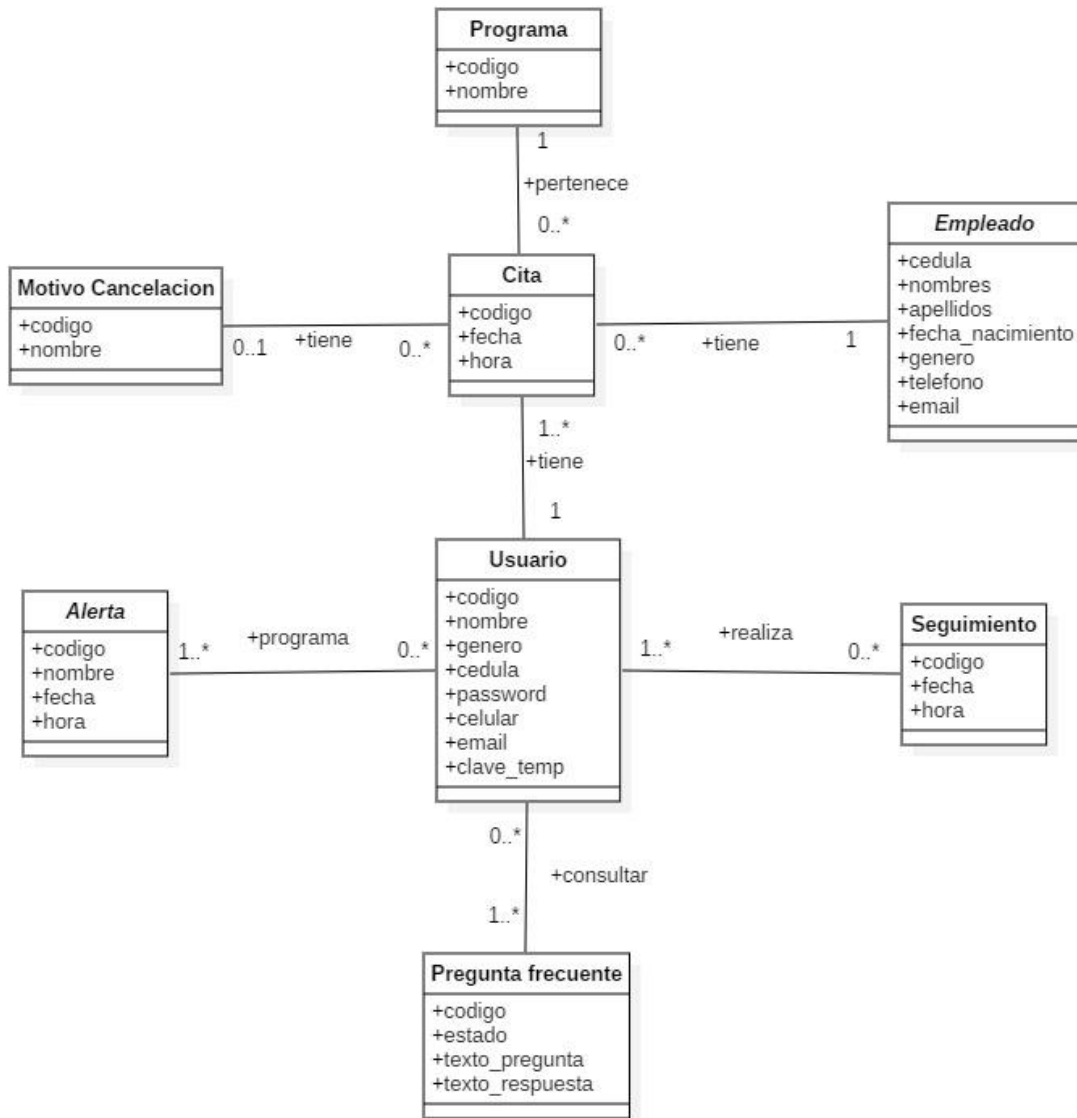 Programa
+codigo
+nombre
1
+pertenece
0..*
Motivo Cancelacion
+codigo
+nombre
0..1
+tiene
0..*
Cita
+codigo
+fecha
+hora
0..*
+tiene
1
Empleado
+cedula
+nombres
+apellidos
+fecha_nacimiento
+genero
+telefono
+email
1..*
+tiene
1
Alerta
+codigo
+nombre
+fecha
+hora
1..*
+programa
0..*
Usuario
+codigo
+nombre
+genero
+cedula
+password
+celular
+email
+clave_temp
1..*
+realiza
0..*
Seguimiento
+codigo
+fecha
+hora
0..*
+consultar
1..*
Pregunta frecuente
+codigo
+estado
+texto_pregunta
+texto_respuesta